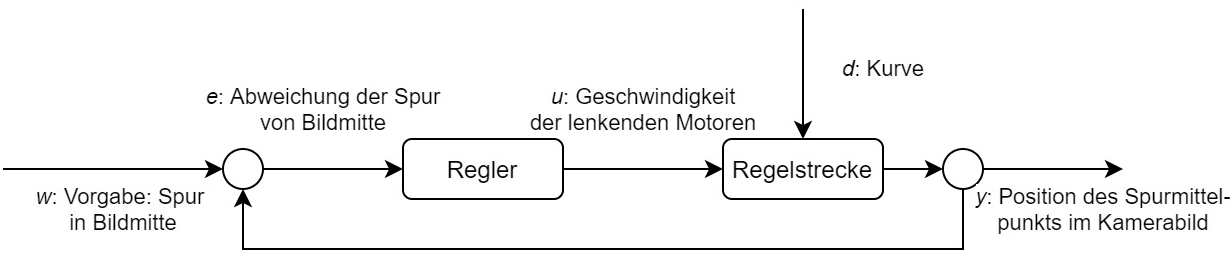 d: Kurve
e: Abweichung der Spur
von Bildmitte
u: Geschwindigkeit
der lenkenden Motoren
Regler
Regelstrecke
w: Vorgabe: Spur
in Bildmitte
y: Position des Spurmittel-
punkts im Kamerabild